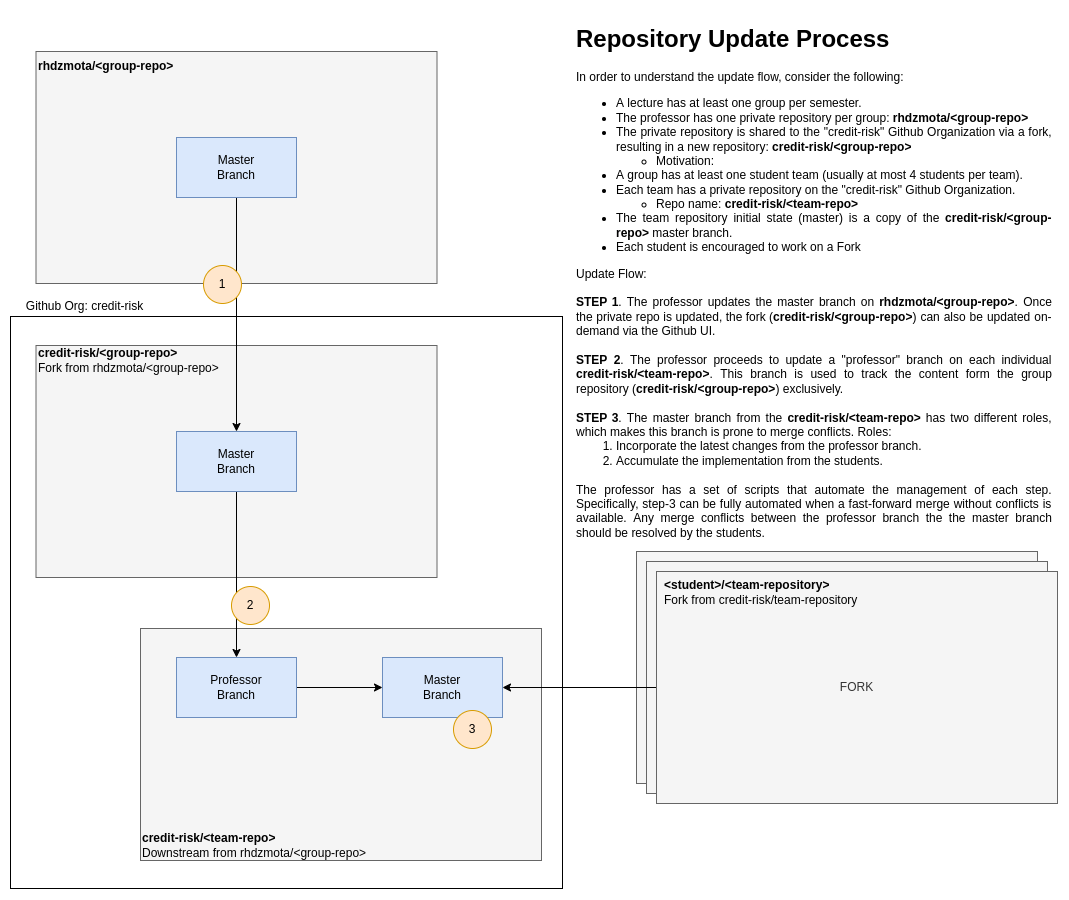 rhdzmota/<group-repo>
Master
Branch
1
Github Org: credit-risk
credit-risk/<group-repo>
Fork from rhdzmota/<group-repo>
Master
Branch
2
Professor
Branch
Master
Branch
3
credit-risk/<team-repo>
Downstream from rhdzmota/<group-repo>
Repository Update Process
In order to understand the update flow, consider the following:
• A lecture has at least one group per semester.
• The professor has one private repository per group: rhdzmota/<group-repo>
• The private repository is shared to the "credit-risk" Github Organization via a fork,
resulting in a new repository: credit-risk/<group-repo>
◦ Motivation:
• A group has at least one student team (usually at most 4 students per team).
• Each team has a private repository on the "credit-risk" Github Organization.
◦ Repo name: credit-risk/<team-repo>
• The team repository initial state (master) is a copy of the credit-risk/<group-
repo> master branch.
• Each student is encouraged to work on a Fork
Update Flow:
STEP 1. The professor updates the master branch on rhdzmota/<group-repo>. Once
the private repo is updated, the fork (credit-risk/<group-repo>) can also be updated on-
demand via the Github UI.
STEP 2. The professor proceeds to update a "professor" branch on each individual
credit-risk/<team-repo>. This branch is used to track the content form the group
repository (credit-risk/<group-repo>) exclusively.
STEP 3. The master branch from the credit-risk/<team-repo> has two different roles,
which makes this branch is prone to merge conflicts. Roles:
1. Incorporate the latest changes from the professor branch.
2. Accumulate the implementation from the students.
The professor has a set of scripts that automate the management of each step.
Specifically, step-3 can be fully automated when a fast-forward merge without conflicts is
available. Any merge conflicts between the professor branch the the master branch
should be resolved by the students.
<student>/<team-repository>
Fork from credit-risk/team-repository
FORK